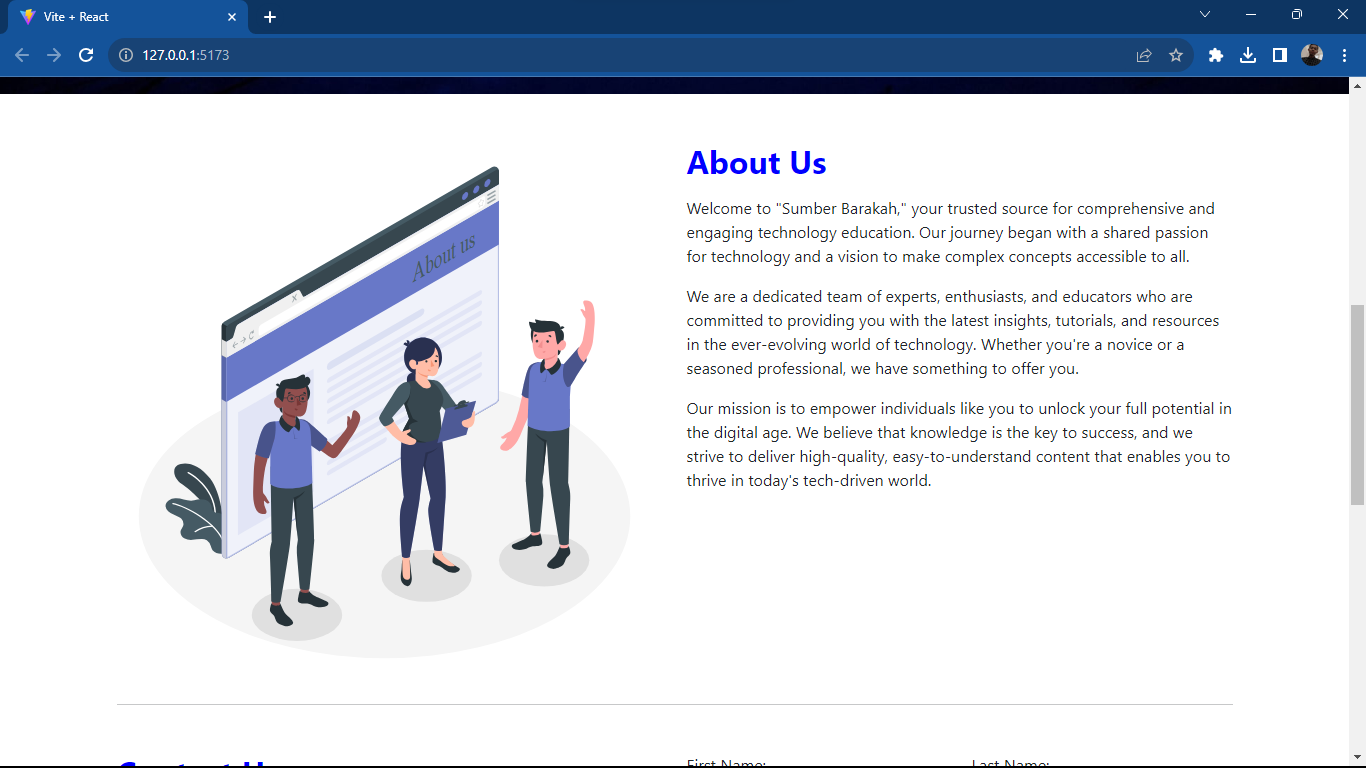 Vite + React
127.0.0.1:5173
About us
About Us
Welcome to "Sumber Barakah," your trusted source for comprehensive and
engaging technology education. Our journey began with a shared passion
for technology and a vision to make complex concepts accessible to all.
We are a dedicated team of experts, enthusiasts, and educators who are
committed to providing you with the latest insights, tutorials, and resources
in the ever-evolving world of technology. Whether you're a novice or a
seasoned professional, we have something to offer you.
Our mission is to empower individuals like you to unlock your full potential in
the digital age. We believe that knowledge is the key to success, and we
strive to deliver high-quality, easy-to-understand content that enables you to
thrive in today's tech-driven world.
Contact Us
First Name:
Last Name: